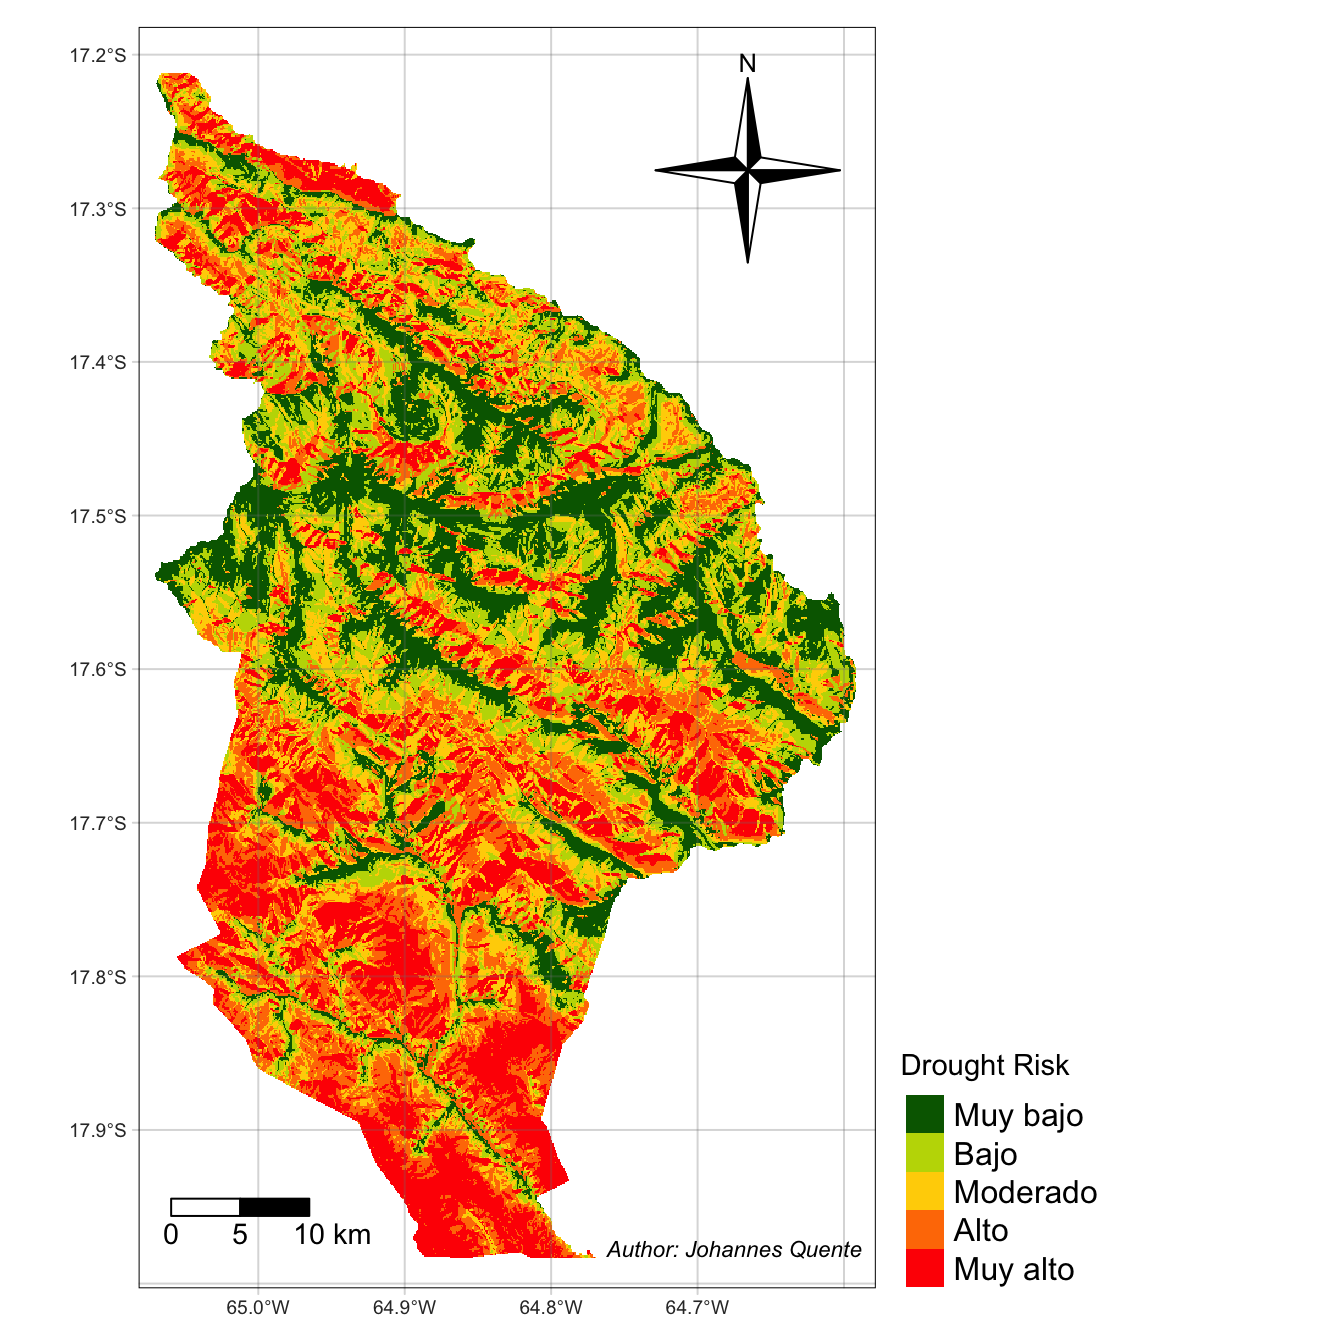 17.2°S
N
17.3°S
17.4°S
17.5°S
17.6°S
17.7°S
17.8°S
17.9°S
Drought Risk
Muy bajo
Bajo
Moderado
Alto
Muy alto
0 5 10 km
Author: Johannes Quente
65.0°W 64.9°W 64.8°W 64.7°W